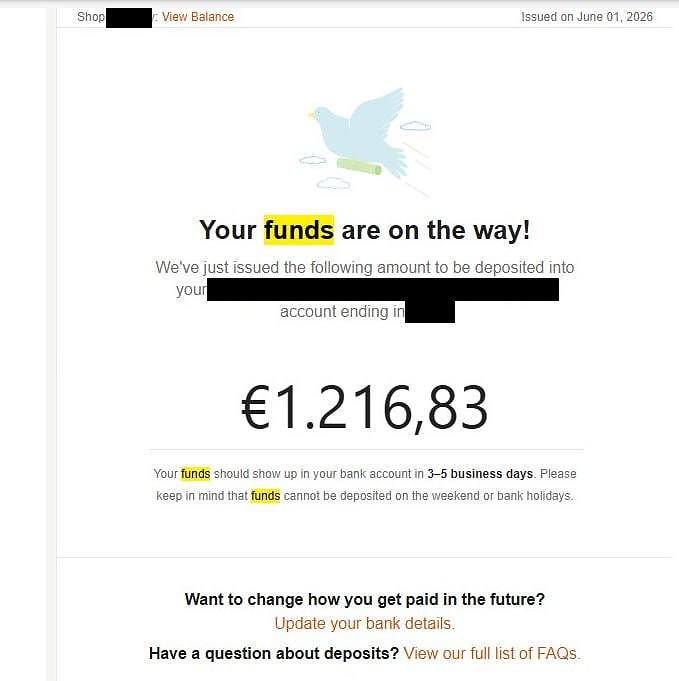 Shop : View Balance
Issued on June 01, 2026
Your funds are on the way!
We've just issued the following amount to be deposited into
your
account ending in
€1.216,83
Your funds should show up in your bank account in 3–5 business days. Please
keep in mind that funds cannot be deposited on the weekend or bank holidays.
Want to change how you get paid in the future?
Update your bank details.
Have a question about deposits? View our full list of FAQs.